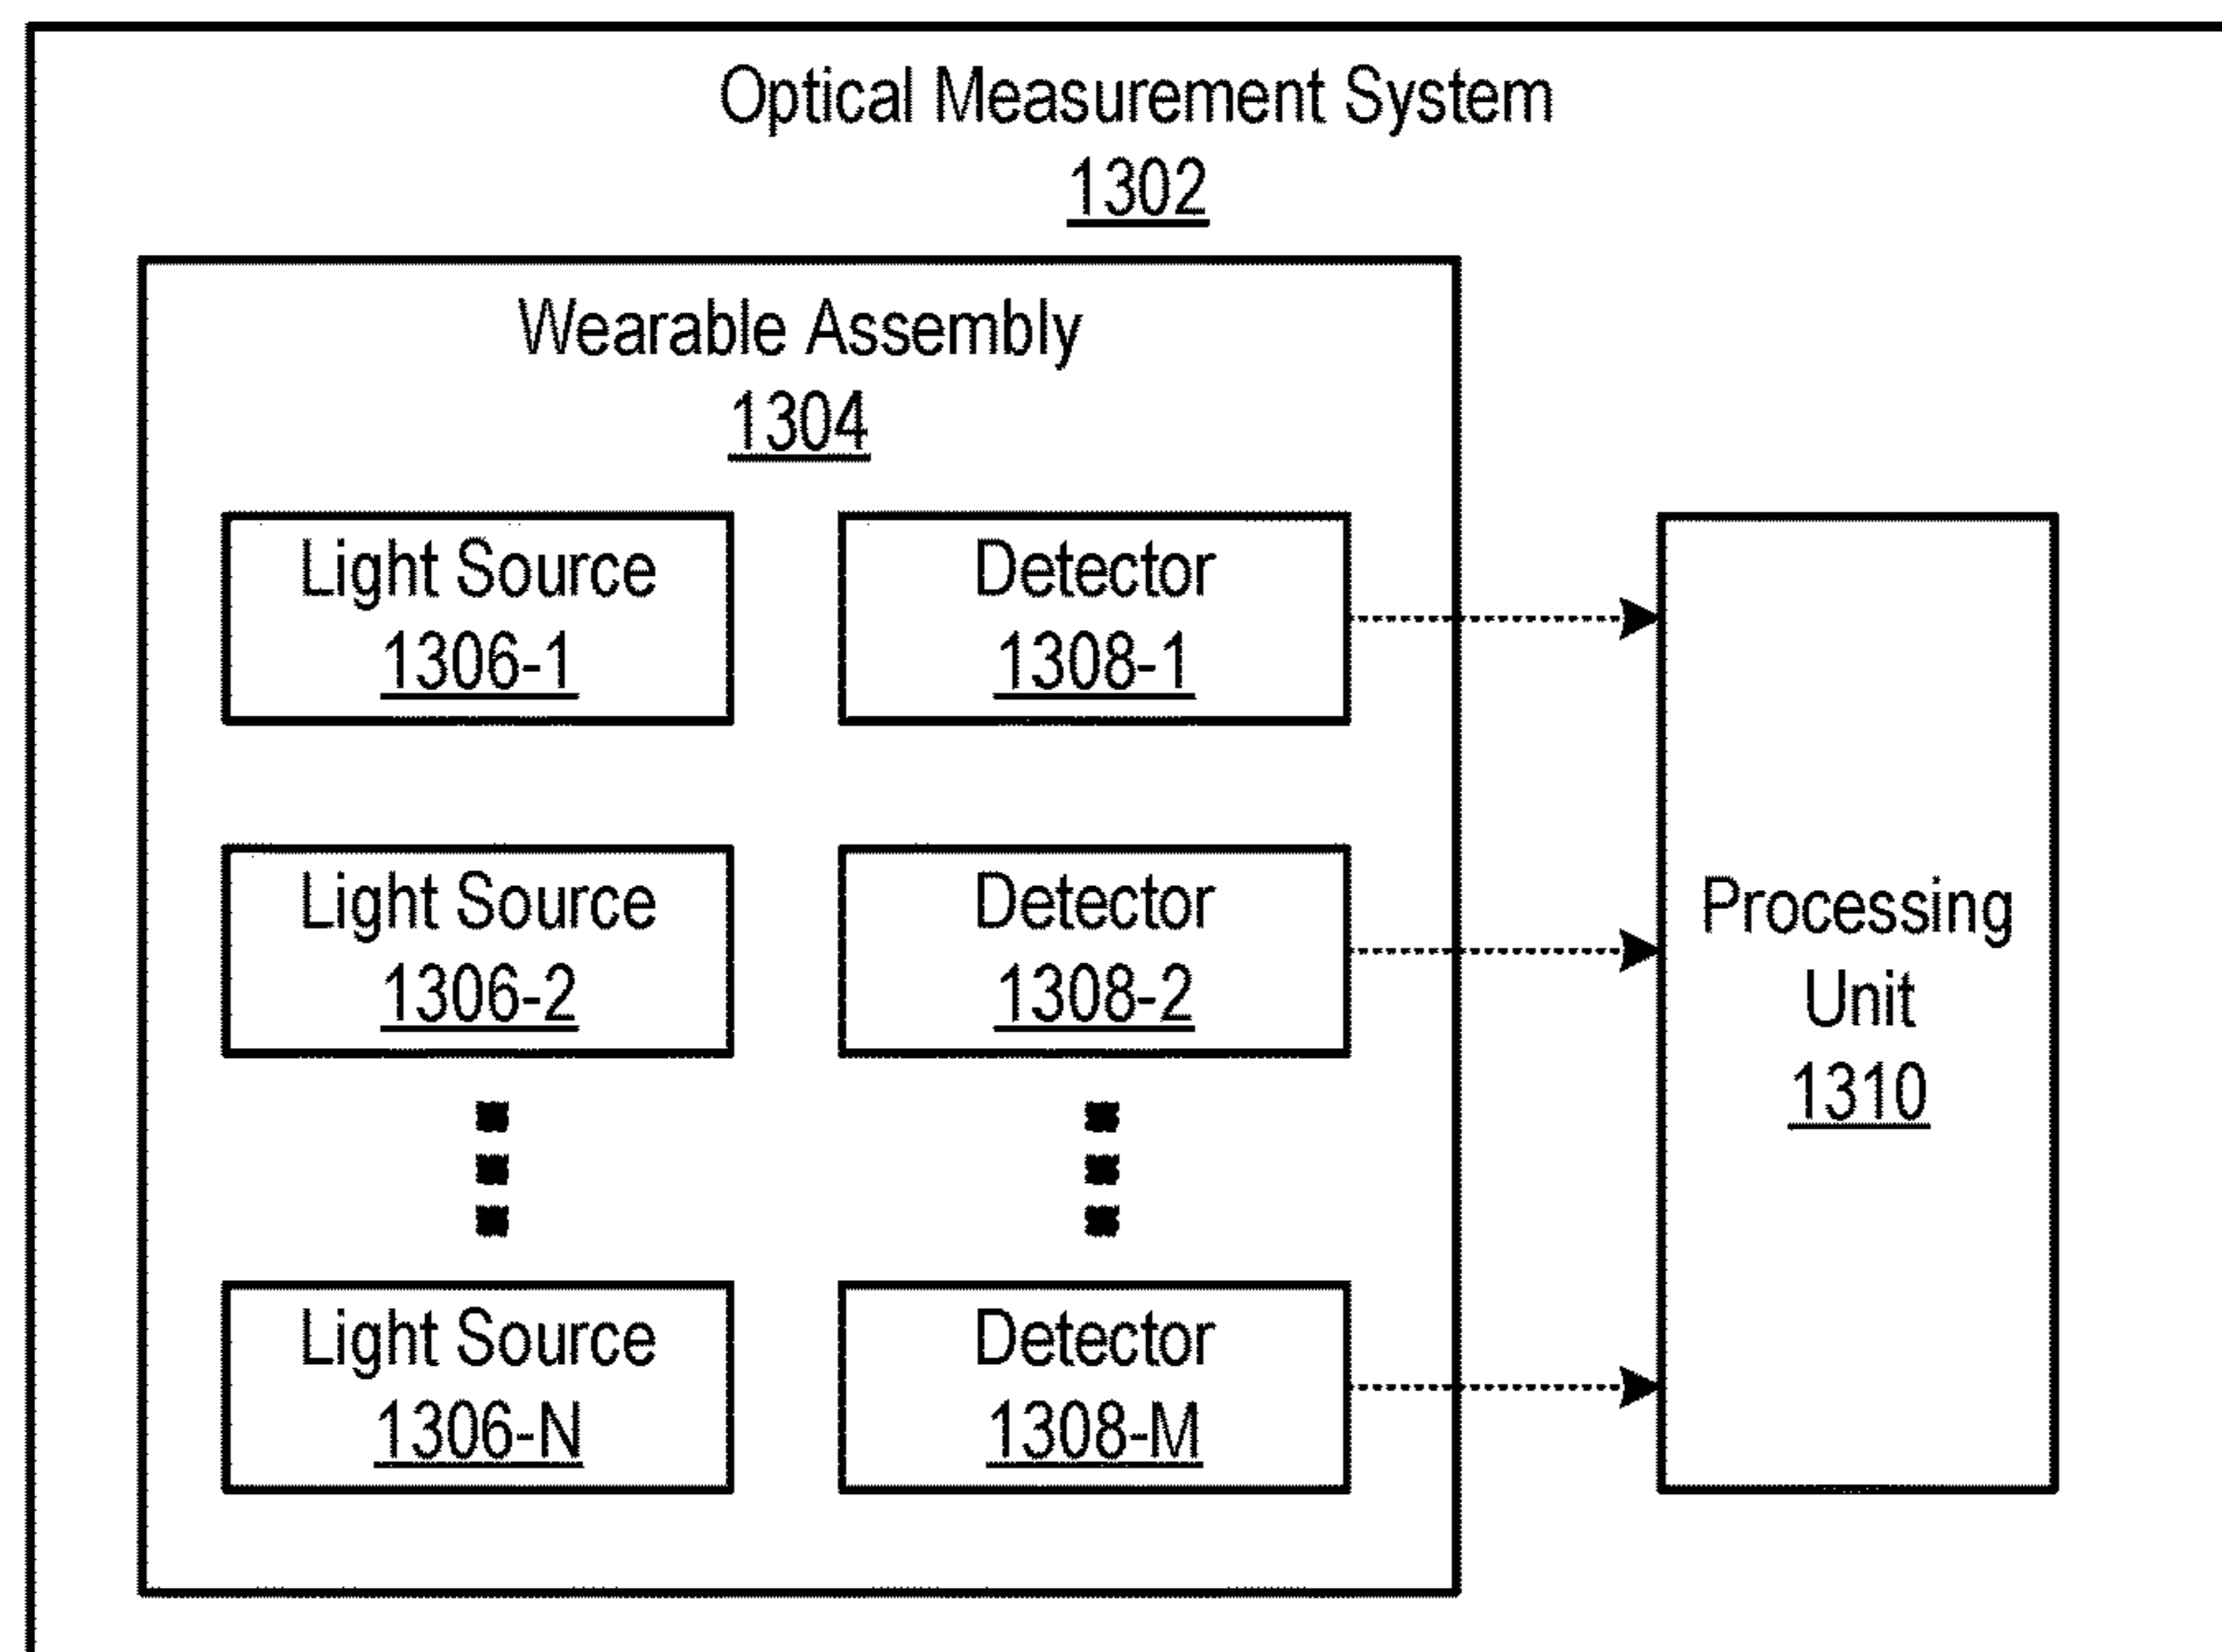 Optical Measurement System
1302
Wearable Assembly
1304
Light Source
1306-1
Detector
1308-1
Light Source
1306-2
Detector
1308-2
Processing
Unit
1310
Light Source
1306-N
Detector
1308-M